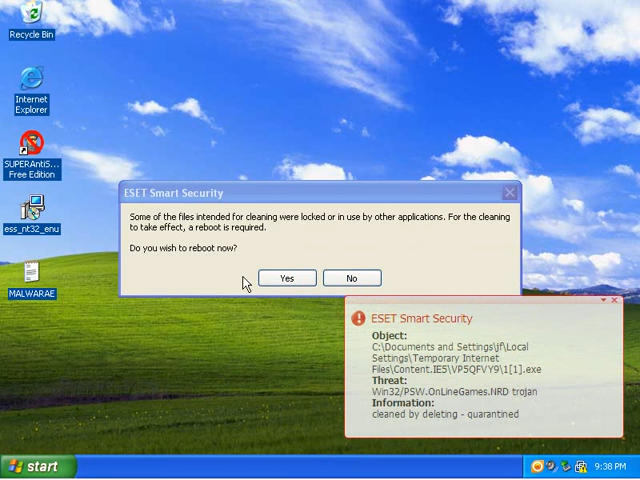 Recycle Bin
Internet
Explorer
SUPERAntiS...
Free Edition
ess_nt32_enu
MALWARAE
ESET Smart Security
Some of the files intended for cleaning were locked or in use by other applications. For the cleaning
to take effect, a reboot is required.
Do you wish to reboot now?
Yes
No
ESET Smart Security
Object:
C:\Documents and Settings\jf\Local
Settings\Temporary Internet
Files\Content.IE5\VP5QFVY9\1[1].exe
Threat:
Win32/PSW.OnLineGames.NRD trojan
Information:
cleaned by deleting - quarantined
start
9:38 PM